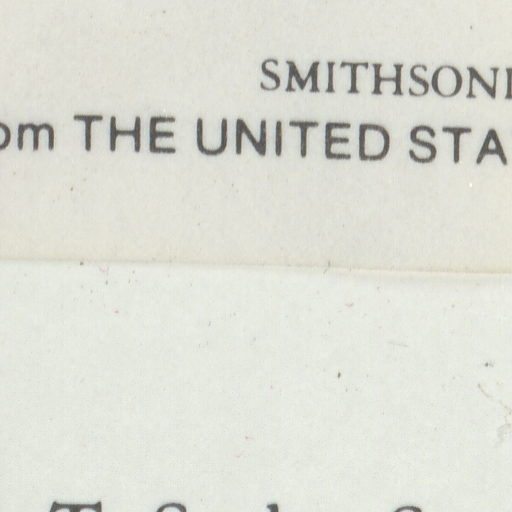 SMITHSONI
om THE UNITED STA